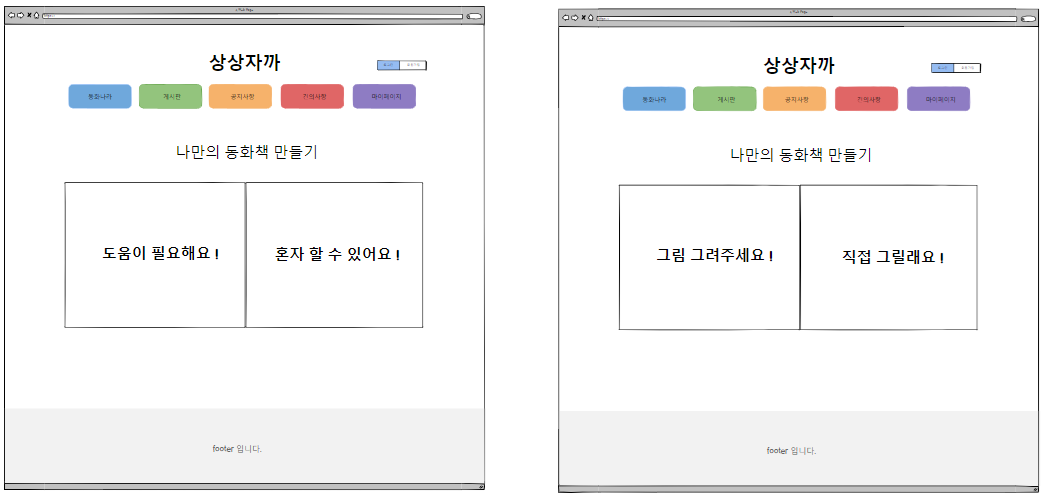 상상자까
동화나라 게시판 공지사항 건의사항 마이페이지
나만의 동화책 만들기
도움이 필요해요 !
혼자 할 수 있어요 !
footer 입니다.
상상자까
동화나라 게시판 공지사항 건의사항 마이페이지
나만의 동화책 만들기
그림 그려주세요 !
직접 그릴래요 !
footer 입니다.